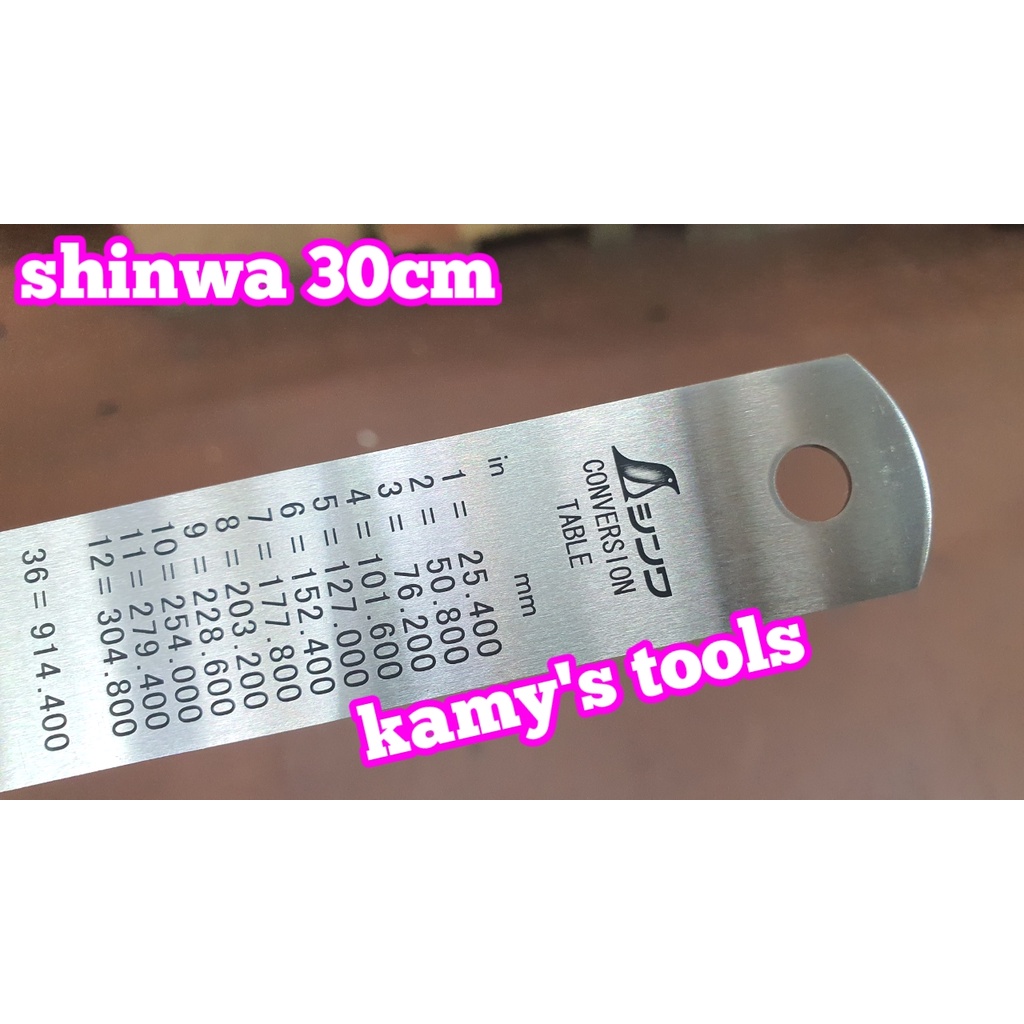 shinwa 30cm
シンワ
CONVERSION
TABLE
in mm
1 = 25.400
2 = 50.800
3 = 76.200
4 = 101.600
5 = 127.000
6 = 152.400
7 = 177.800
8 = 203.200
9 = 228.600
10 = 254.000
11 = 279.400
12 = 304.800
36 = 914.400
kamy's tools